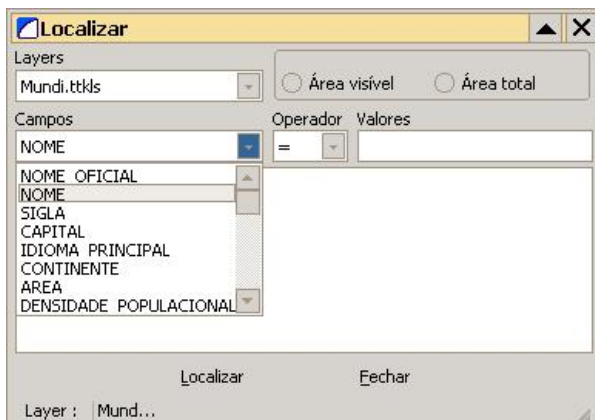 Localizar
Layers
Mundi.ttkls
Área visível Área total
Campos Operador Valores
NOME =
NOME_OFICIAL
NOME
SIGLA
CAPITAL
IDIOMA_PRINCIPAL
CONTINENTE
AREA
DENSIDADE_POPULACIONAL
Localizar Fechar
Layer : Mund...